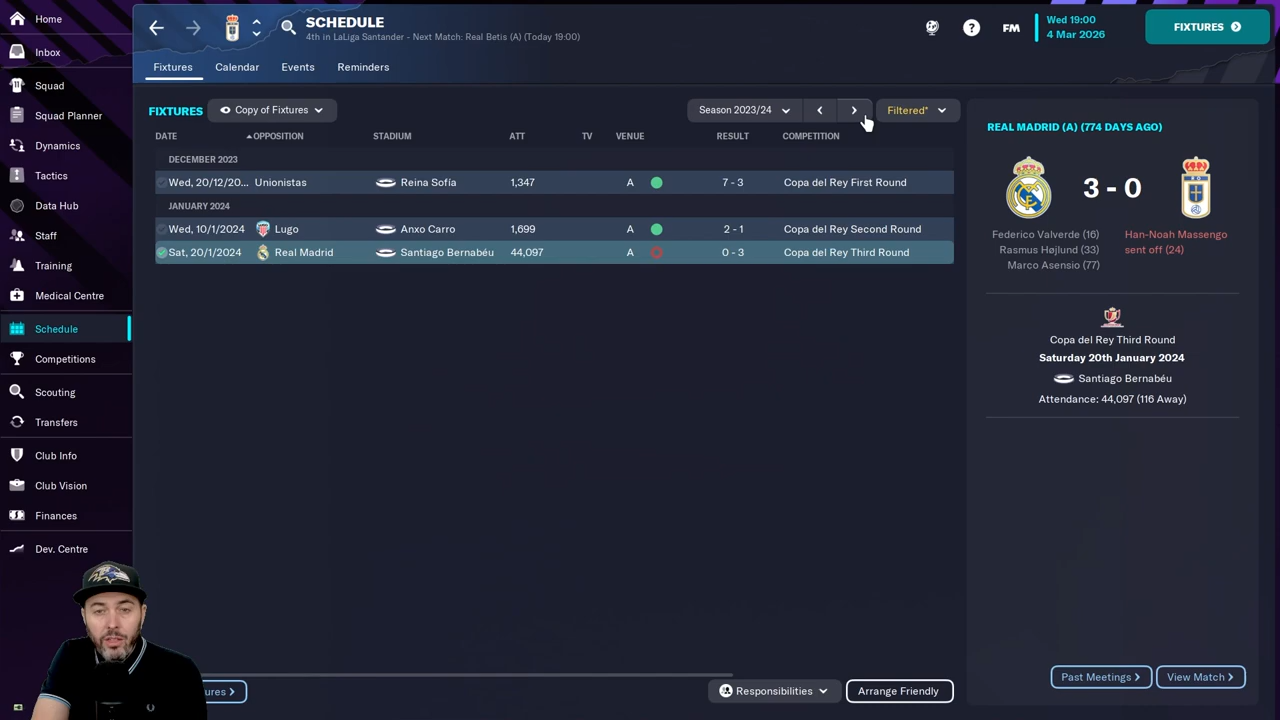 Home
Inbox
Squad
Squad Planner
Dynamics
Tactics
Data Hub
Staff
Training
Medical Centre
Schedule
Competitions
Scouting
Transfers
Club Info
Club Vision
Finances
Dev. Centre
SCHEDULE
4th in LaLiga Santander - Next Match: Real Betis (A) (Today 19:00)
FM
Wed 19:00
4 Mar 2026
FIXTURES
Fixtures Calendar Events Reminders
FIXTURES Copy of Fixtures Season 2023/24 Filtered*
DATE OPPOSITION STADIUM ATT TV VENUE RESULT COMPETITION
DECEMBER 2023
Wed, 20/12/20... Unionistas Reina Sofía 1,347 A 7 - 3 Copa del Rey First Round
JANUARY 2024
Wed, 10/1/2024 Lugo Anxo Carro 1,699 A 2 - 1 Copa del Rey Second Round
Sat, 20/1/2024 Real Madrid Santiago Bernabéu 44,097 A 0 - 3 Copa del Rey Third Round
REAL MADRID (A) (774 DAYS AGO)
3 - 0
Federico Valverde (16)
Rasmus Højlund (33)
Marco Asensio (77)
Han-Noah Massengo
sent off (24)
Copa del Rey Third Round
Saturday 20th January 2024
Santiago Bernabéu
Attendance: 44,097 (116 Away)
Past Meetings View Match
ures Responsibilities Arrange Friendly